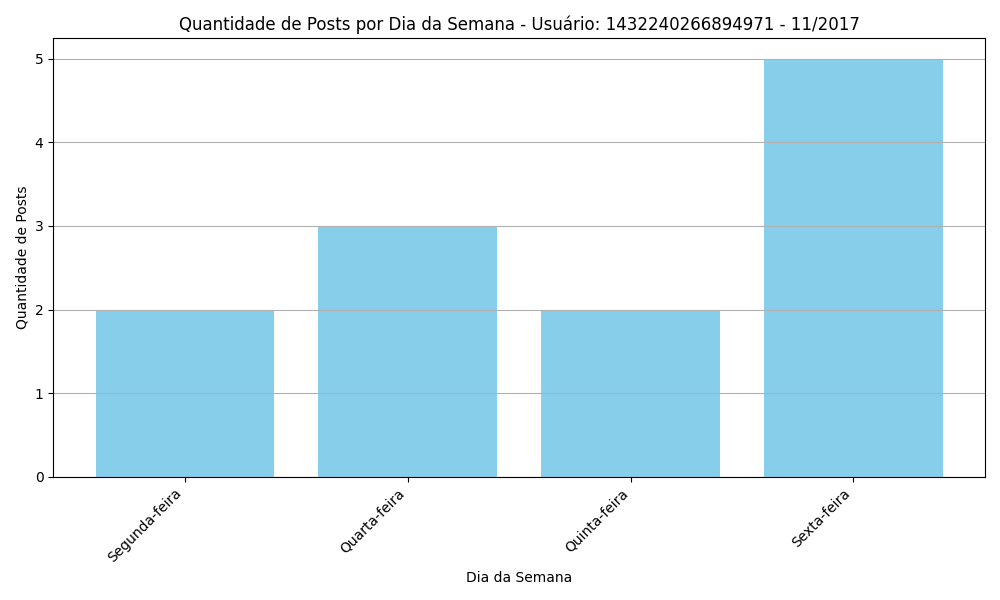 Quantidade de Posts por Dia da Semana - Usuário: 1432240266894971 - 11/2017
Quantidade de Posts
5
4
3
2
1
0
Segunda-feira
Quarta-feira
Quinta-feira
Sexta-feira
Dia da Semana